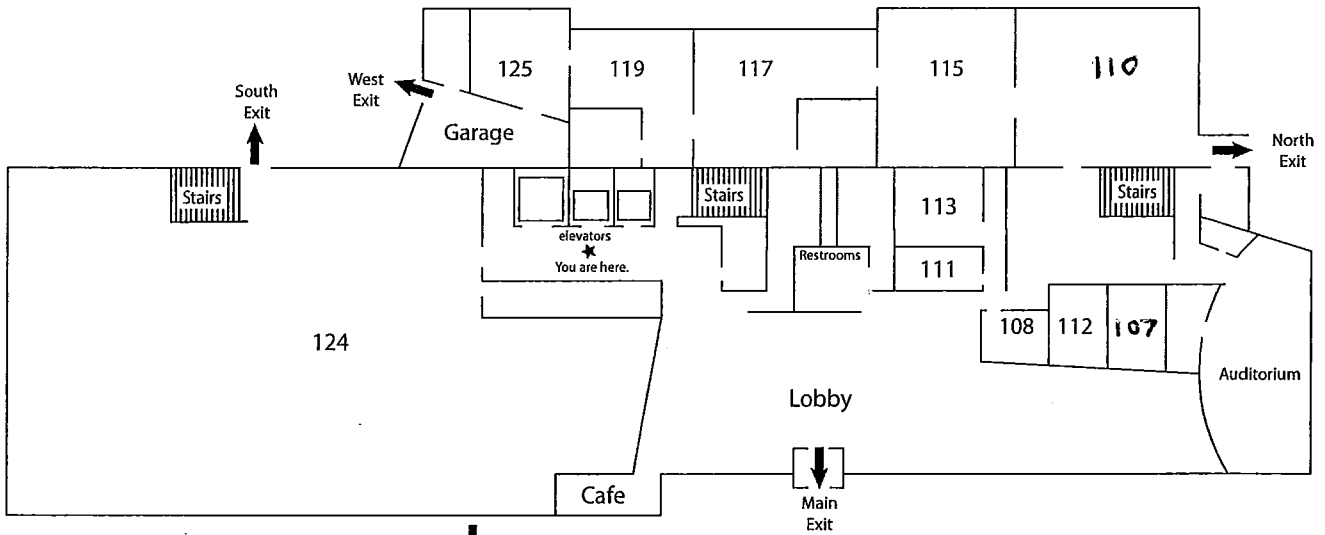 125
119
117
115
110
West
Exit
South
Exit
Garage
North
Exit
Stairs
Stairs
Stairs
113
elevators
You are here.
Restrooms
111
124
108
112
107
Auditorium
Lobby
Cafe
Main
Exit